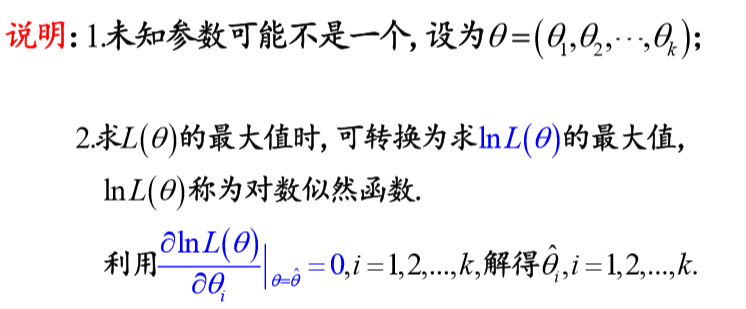 说明: 1.未知参数可能不是一个, 设为θ=(θ₁,θ₂,⋯,θₖ);
2.求L(θ)的最大值时, 可转换为求lnL(θ)的最大值,
lnL(θ)称为对数似然函数.
利用∂lnL(θ)/∂θᵢ|θ=θ̂ = 0,i = 1,2,...,k,解得θ̂ᵢ,i = 1,2,...,k.